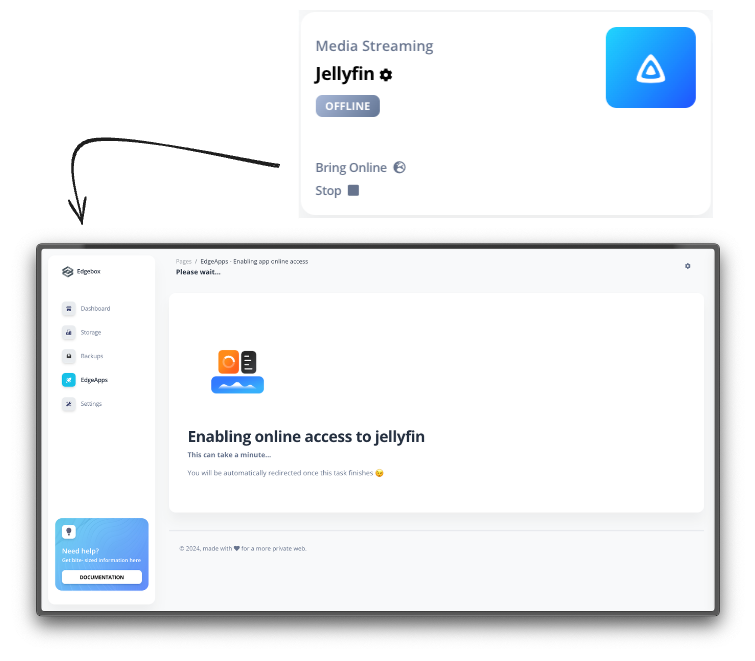 Media Streaming
Jellyfin
OFFLINE
Bring Online
Stop
Edgebox
Pages / EdgeApps - Enabling app online access
Please wait...
Dashboard
Storage
Backups
EdgeApps
Settings
Enabling online access to jellyfin
This can take a minute...
You will be automatically redirected once this task finishes 😉
Need help?
Get bite- sized information here
DOCUMENTATION
© 2024, made with ♥ for a more private web.